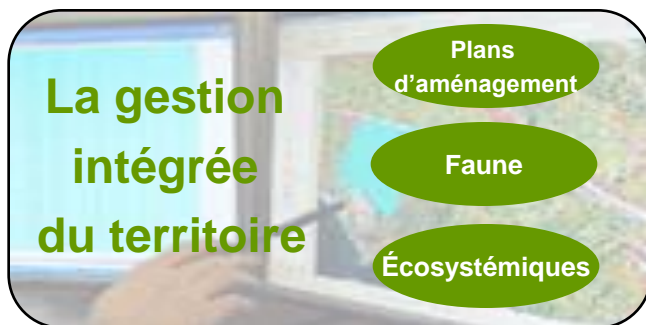 La gestion
intégrée
du territoire
Plans
d'aménagement
Faune
Écosystémiques